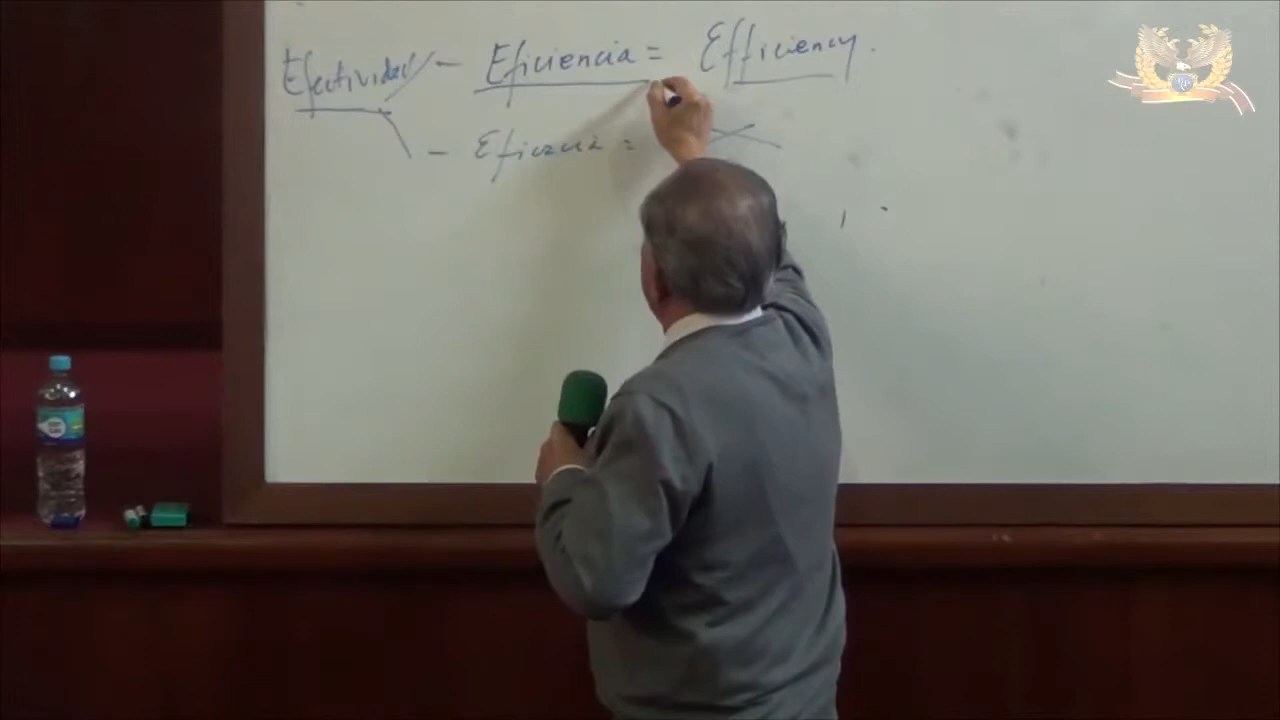 Efectividad - Eficiencia = Efficiency.
- Eficacia =